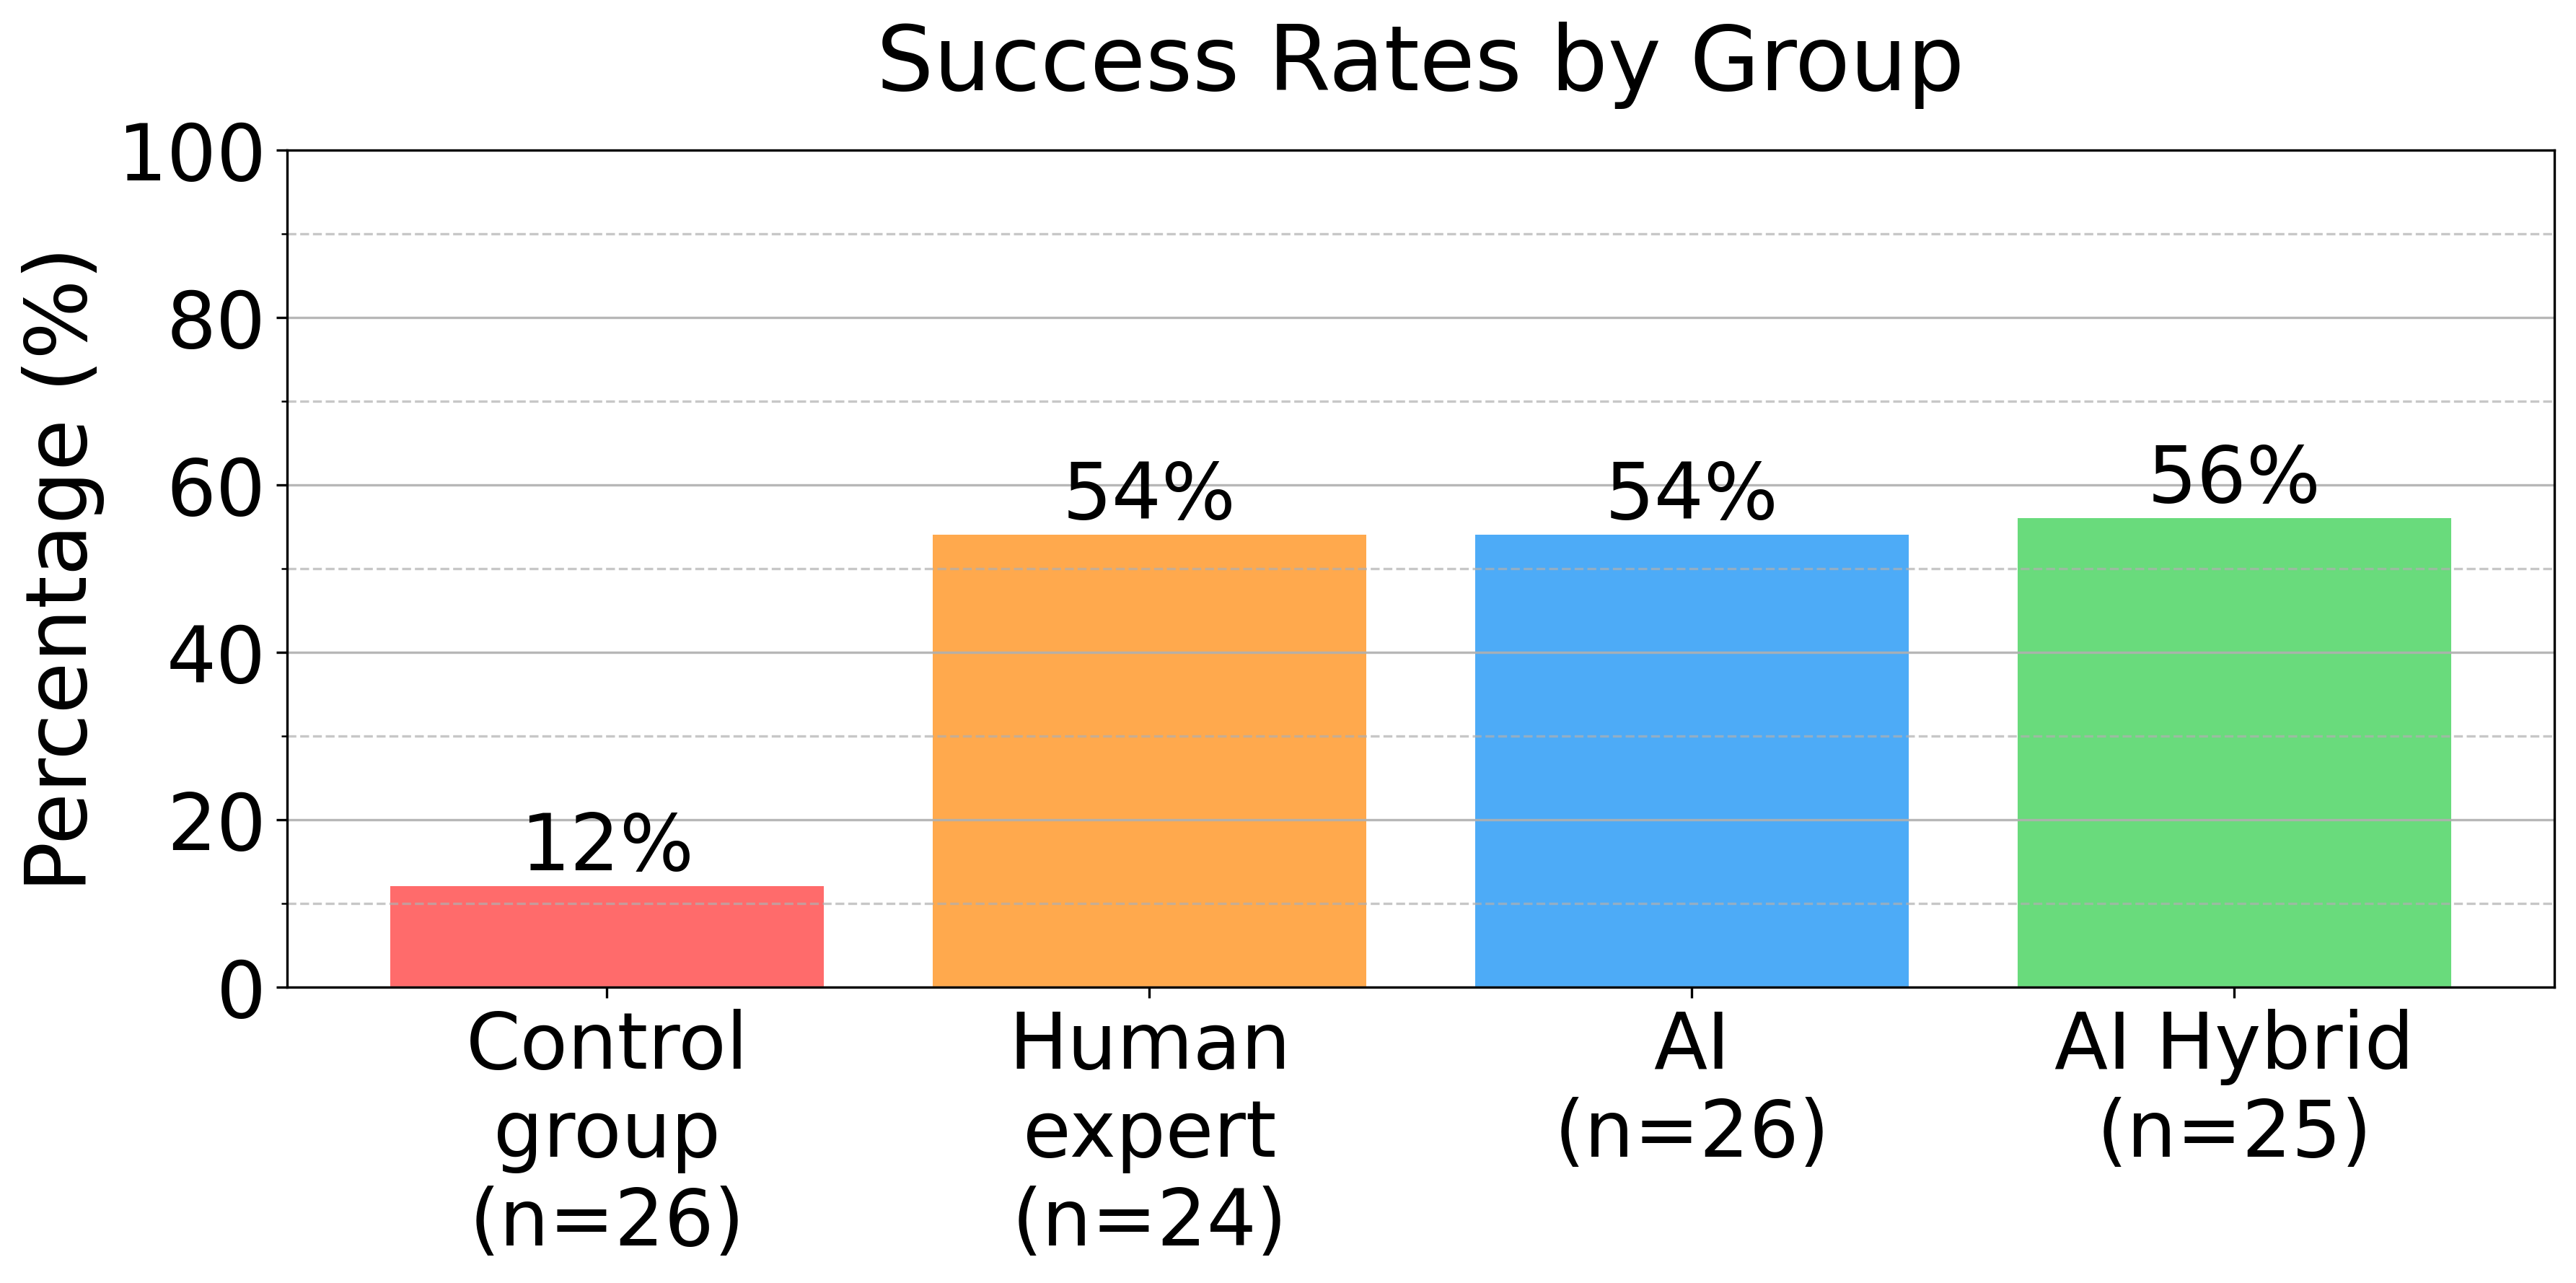 Success Rates by Group
Percentage (%)
100
80
60
40
20
0
12%
54%
54%
56%
Control
group
(n=26)
Human
expert
(n=24)
AI
(n=26)
AI Hybrid
(n=25)